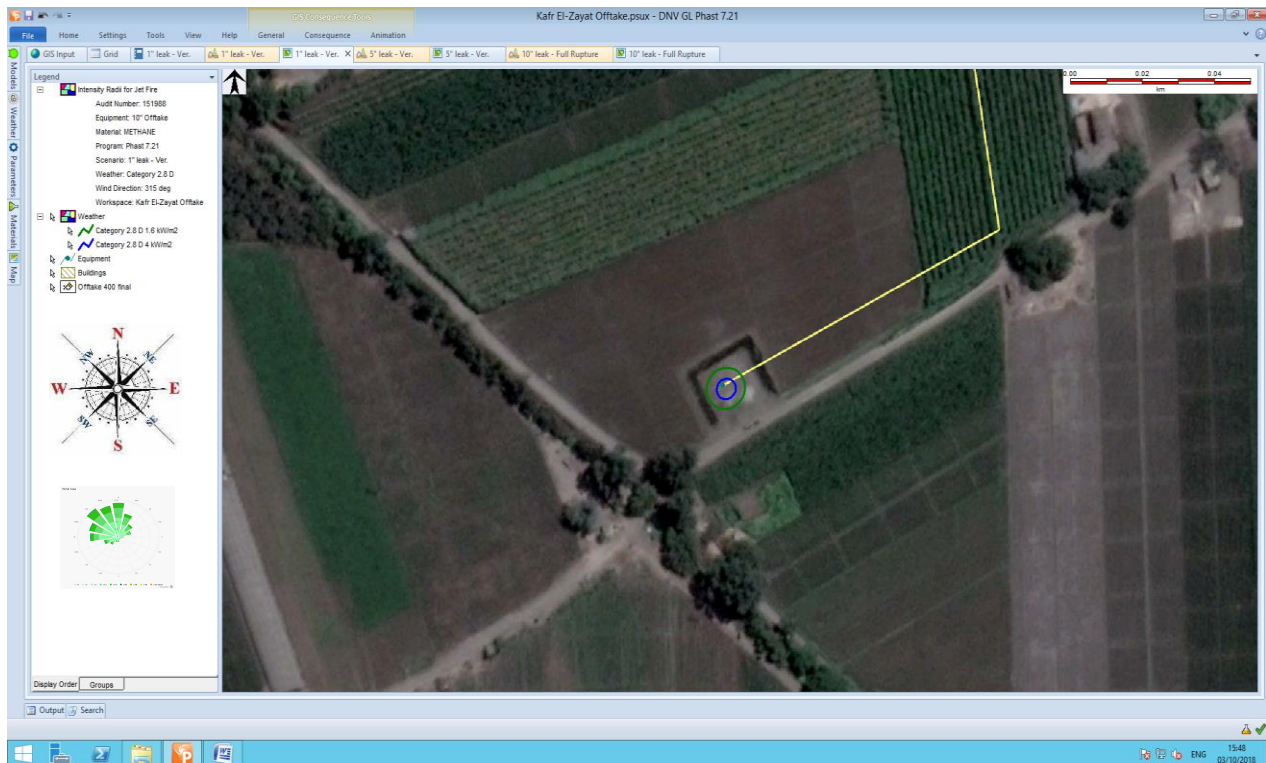 GIS Consequence Tools
Kafr El-Zayat Offtake.psux - DNV GL Phast 7.21
File Home Settings Tools View Help General Consequence Animation
GIS Input Grid 1" leak - Ver. 1" leak - Ver. 1" leak - Ver. 5" leak - Ver. 5" leak - Ver. 10" leak - Full Rupture 10" leak - Full Rupture
Models
Weather
Parameters
Materials
Map
Legend
Intensity Radii for Jet Fire
Audit Number: 151988
Equipment: 10" Offtake
Material: METHANE
Program: Phast 7.21
Scenario: 1" leak - Ver.
Weather: Category 2.8 D
Wind Direction: 315 deg
Workspace: Kafr El-Zayat Offtake
Weather
Category 2.8 D 1.6 kW/m2
Category 2.8 D 4 kW/m2
Equipment
Buildings
Offtake 400 final
N
NW NE
W E
SW SE
S
0.00 0.02 0.04
km
Display Order Groups
Output Search
ENG
15:48
03/10/2018